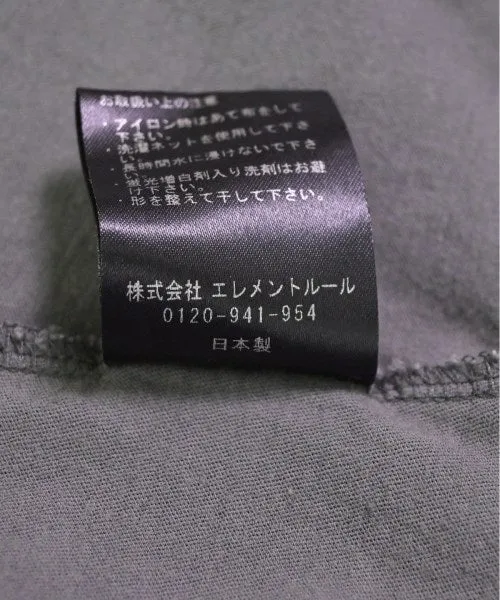 お取扱い上の注意
・アイロン時はあて布をして
下さい。
・洗濯ネットを使用して下さ
い。
・長時間水に浸けないで下さ
い。
・蛍光増白剤入り洗剤はお避
け下さい。
・形を整えて干して下さい。
株式会社 エレメントルール
0120-941-954
日本製